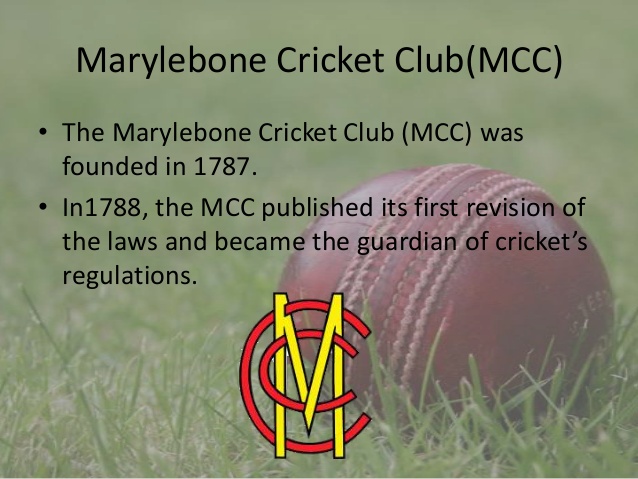 Marylebone Cricket Club(MCC)
• The Marylebone Cricket Club (MCC) was
founded in 1787.
• In1788, the MCC published its first revision of
the laws and became the guardian of cricket’s
regulations.
MCC